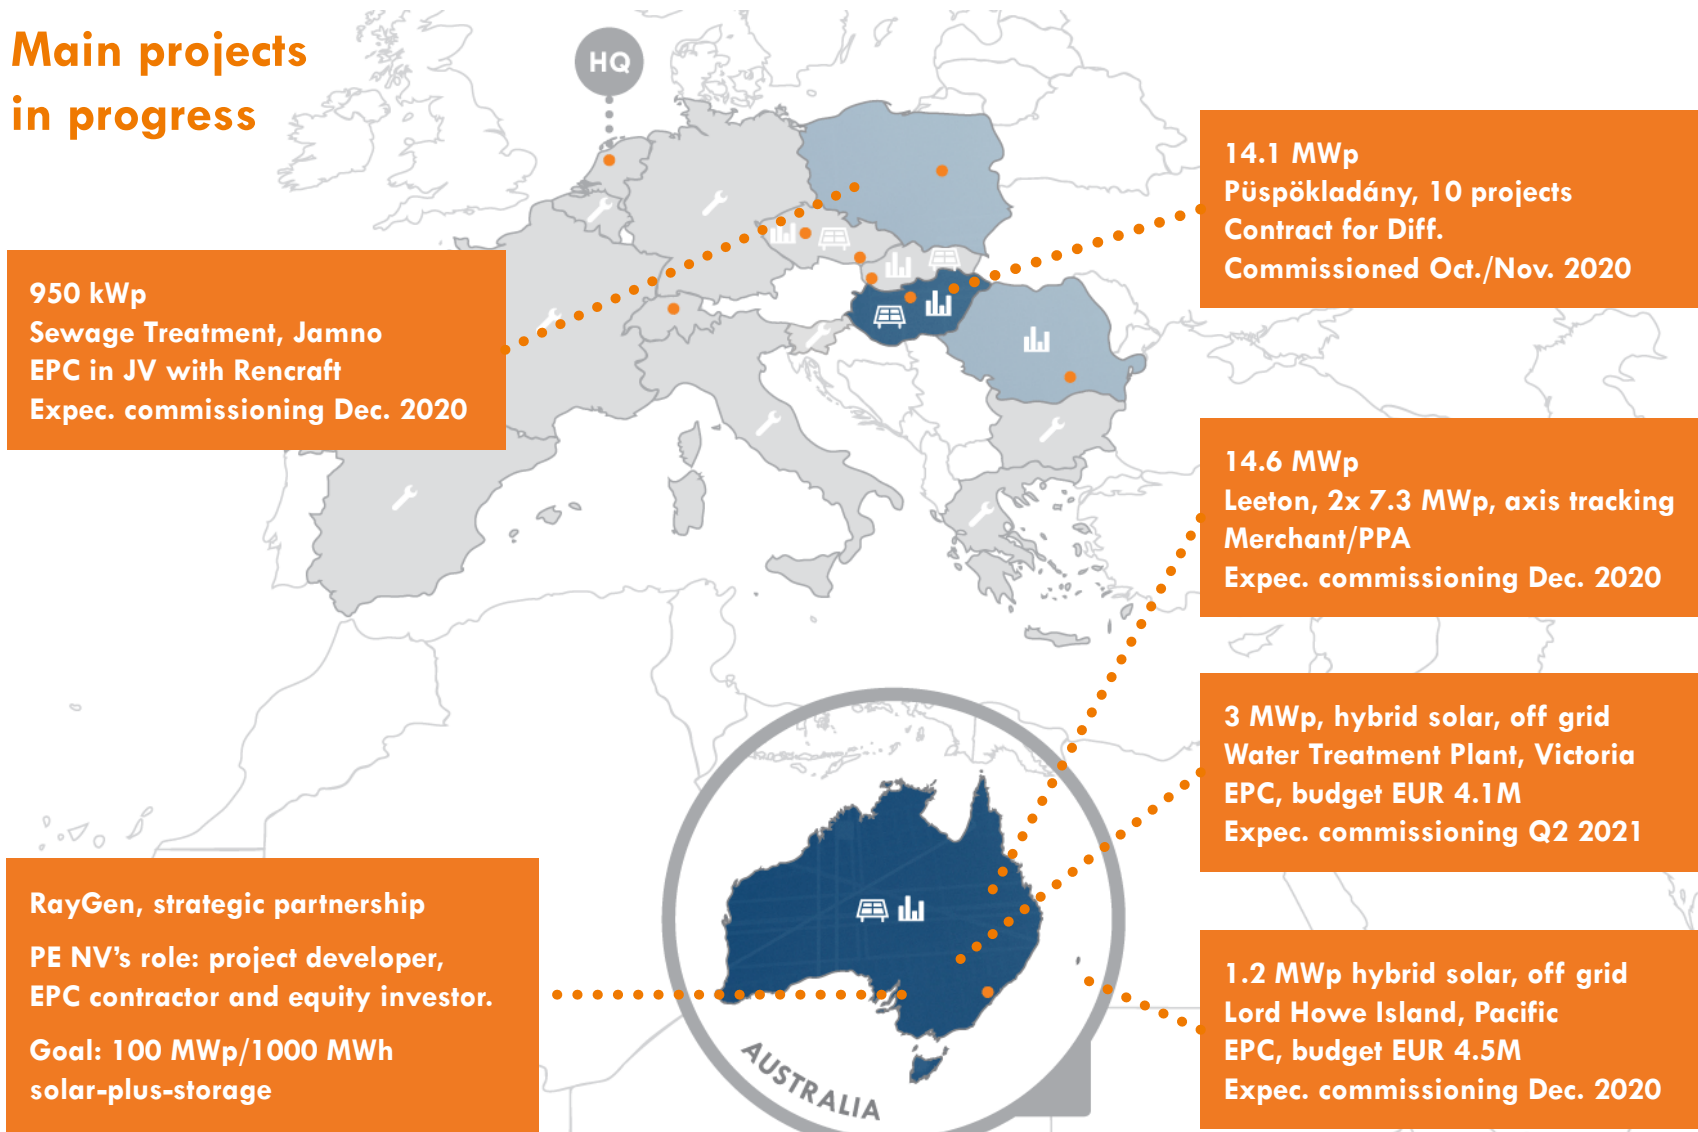 Main projects
in progress
HQ
950 kWp
Sewage Treatment, Jamno
EPC in JV with Rencraft
Expec. commissioning Dec. 2020
14.1 MWp
Püspökladány, 10 projects
Contract for Diff.
Commissioned Oct./Nov. 2020
14.6 MWp
Leeton, 2x 7.3 MWp, axis tracking
Merchant/PPA
Expec. commissioning Dec. 2020
3 MWp, hybrid solar, off grid
Water Treatment Plant, Victoria
EPC, budget EUR 4.1M
Expec. commissioning Q2 2021
RayGen, strategic partnership
PE NV’s role: project developer,
EPC contractor and equity investor.
Goal: 100 MWp/1000 MWh
solar-plus-storage
1.2 MWp hybrid solar, off grid
Lord Howe Island, Pacific
EPC, budget EUR 4.5M
Expec. commissioning Dec. 2020
AUSTRALIA